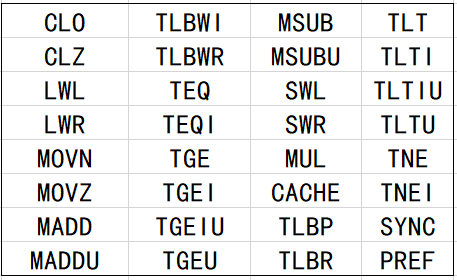 CLO TLBWI MSUB TLT
CLZ TLBWR MSUBU TLTI
LWL TEQ SWL TLTIU
LWR TEQI SWR TLTU
MOVN TGE MUL TNE
MOVZ TGEI CACHE TNEI
MADD TGEIU TLBP SYNC
MADDU TGEU TLBR PREF